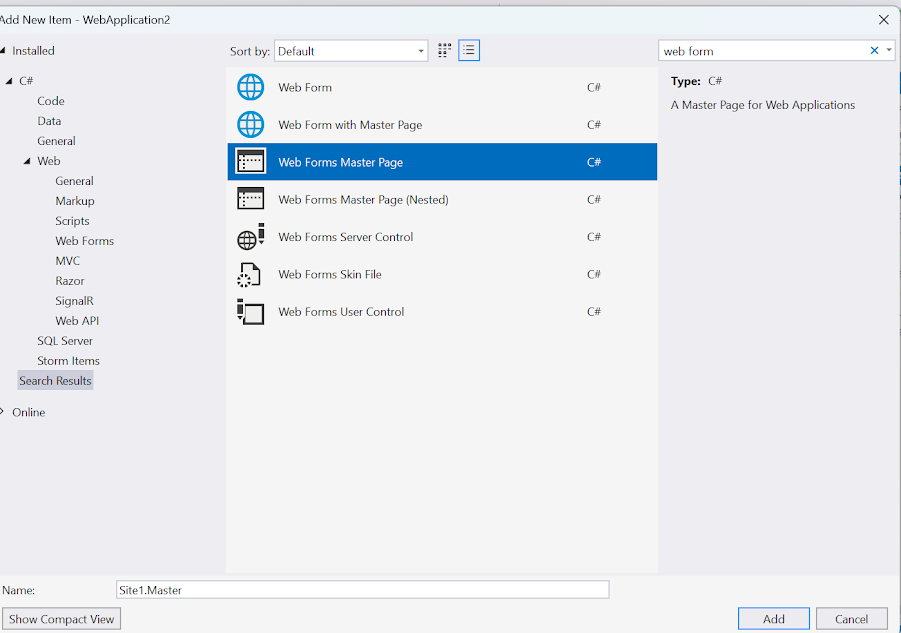 Add New Item - WebApplication2
Installed
Sort by: Default
web form
C#
Code
Data
General
Web
General
Markup
Scripts
Web Forms
MVC
Razor
SignalR
Web API
SQL Server
Storm Items
Search Results
Online
Web Form C#
Web Form with Master Page C#
Web Forms Master Page C#
Web Forms Master Page (Nested) C#
Web Forms Server Control C#
Web Forms Skin File C#
Web Forms User Control C#
Type: C#
A Master Page for Web Applications
Name: Site1.Master
Show Compact View
Add
Cancel